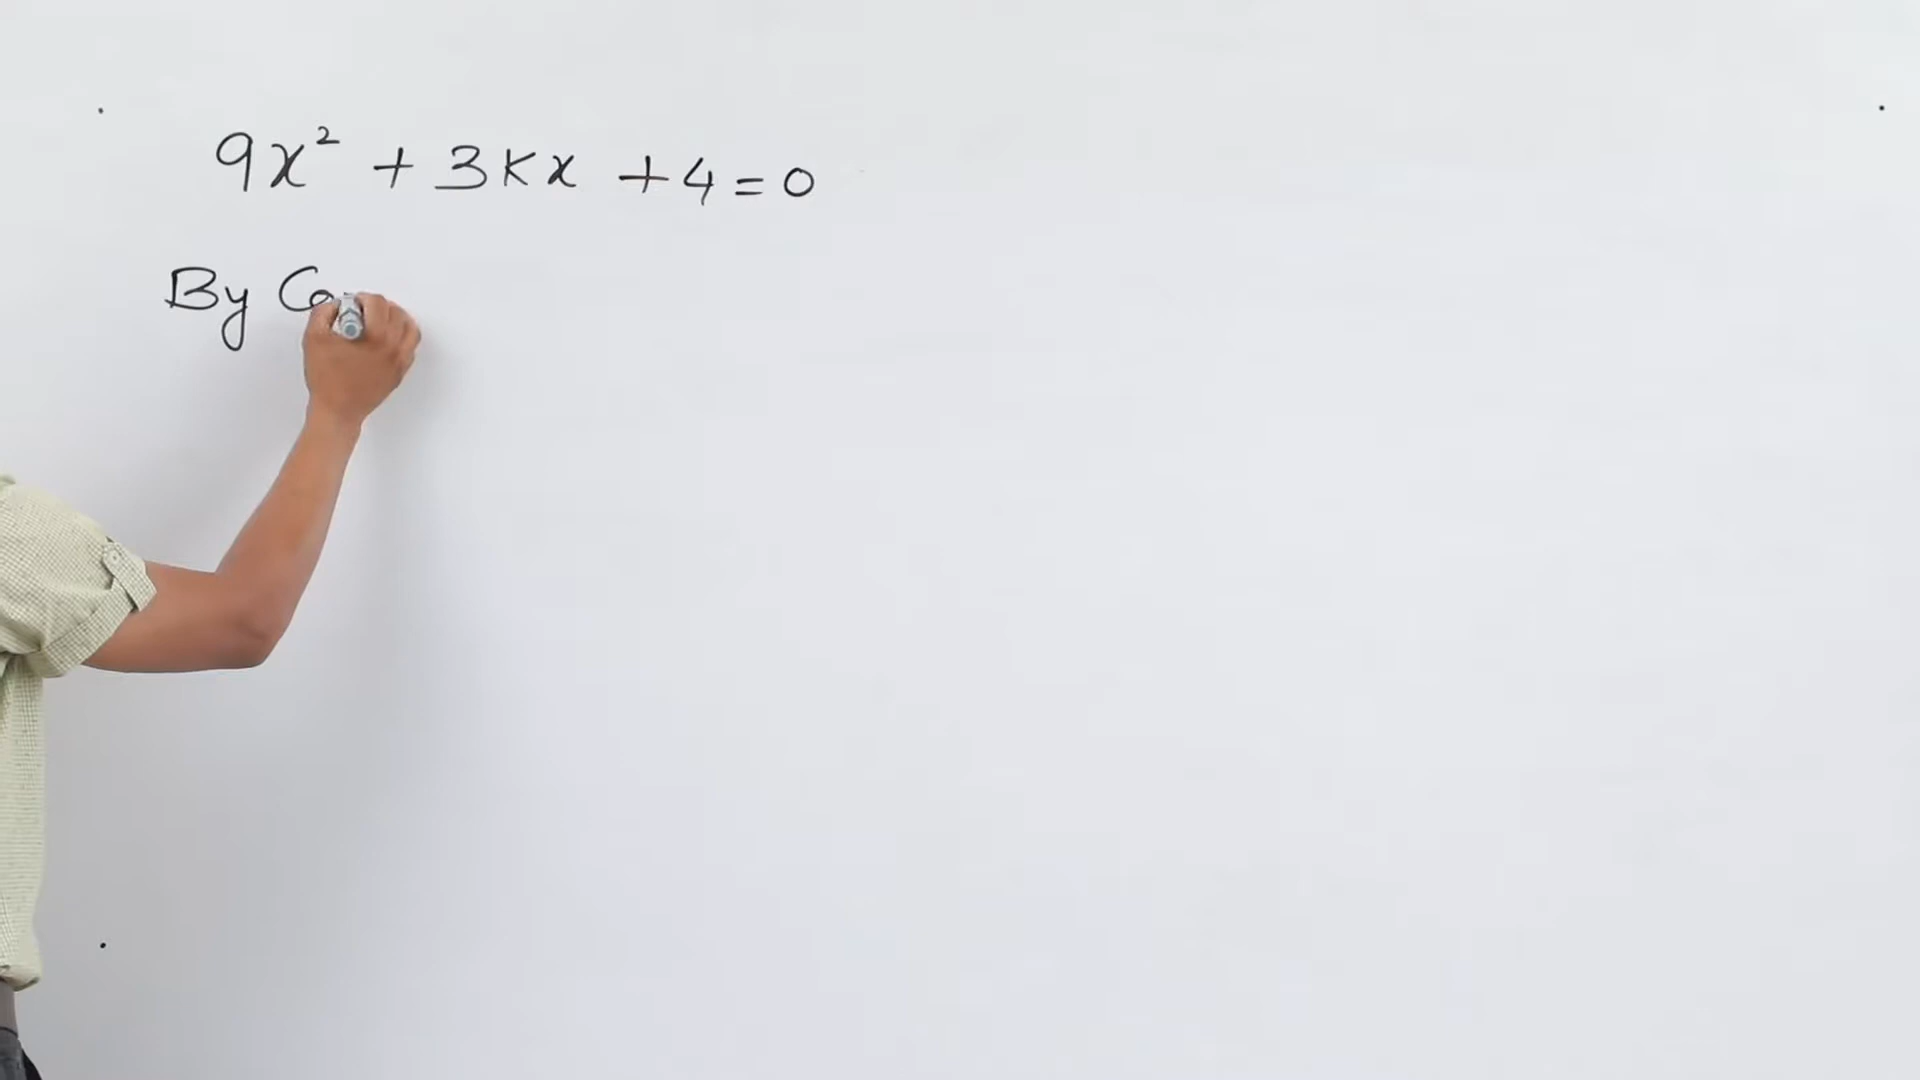 9x² + 3kx + 4 = 0
By